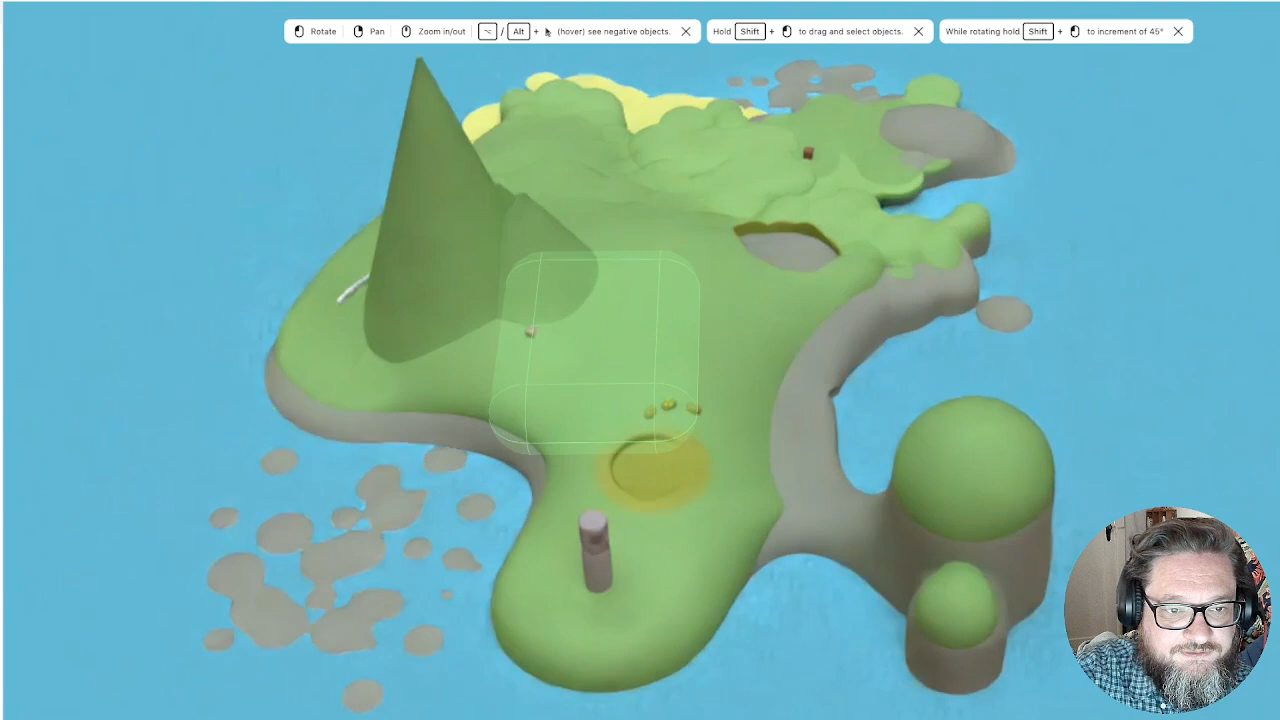 Rotate Pan Zoom in/out ⌥ / Alt + (hover) see negative objects. Hold Shift + to drag and select objects. While rotating hold Shift + to increment of 45°